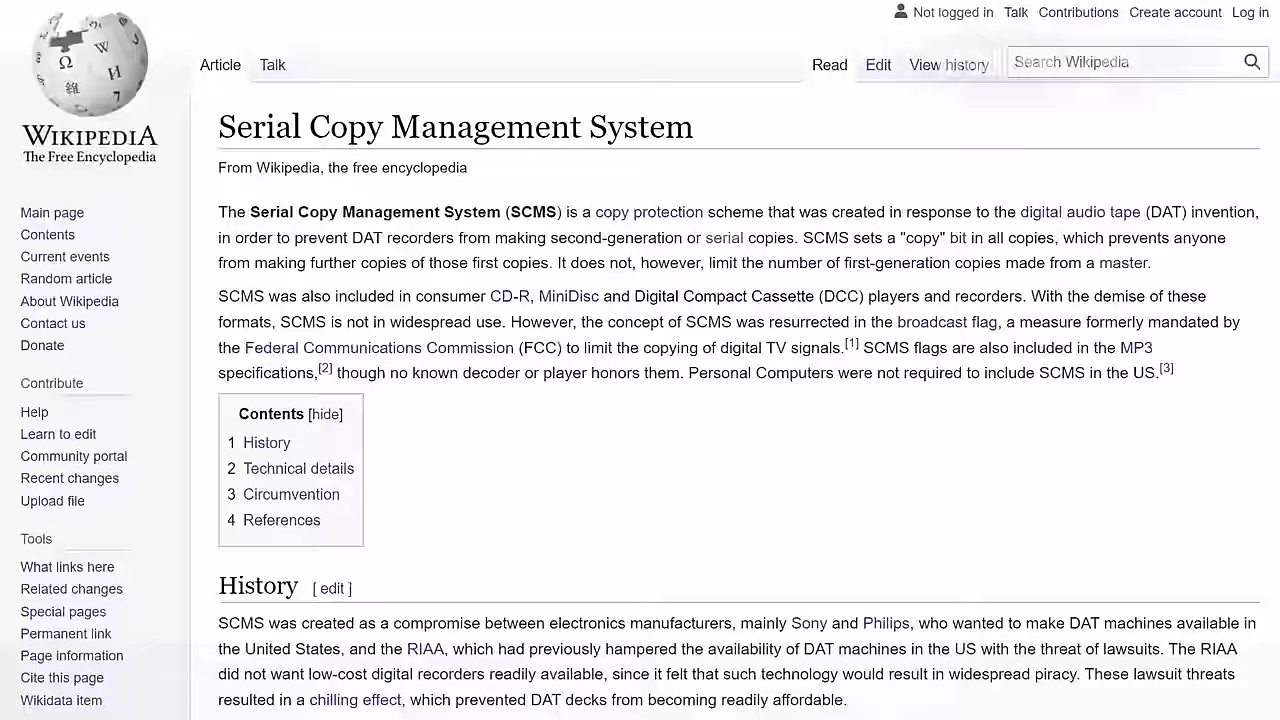 Not logged in Talk Contributions Create account Log in
Article Talk Read Edit View history Search Wikipedia
WIKIPEDIA
The Free Encyclopedia
Main page
Contents
Current events
Random article
About Wikipedia
Contact us
Donate
Contribute
Help
Learn to edit
Community portal
Recent changes
Upload file
Tools
What links here
Related changes
Special pages
Permanent link
Page information
Cite this page
Wikidata item
Serial Copy Management System
From Wikipedia, the free encyclopedia
The Serial Copy Management System (SCMS) is a copy protection scheme that was created in response to the digital audio tape (DAT) invention,
in order to prevent DAT recorders from making second-generation or serial copies. SCMS sets a "copy" bit in all copies, which prevents anyone
from making further copies of those first copies. It does not, however, limit the number of first-generation copies made from a master.
SCMS was also included in consumer CD-R, MiniDisc and Digital Compact Cassette (DCC) players and recorders. With the demise of these
formats, SCMS is not in widespread use. However, the concept of SCMS was resurrected in the broadcast flag, a measure formerly mandated by
the Federal Communications Commission (FCC) to limit the copying of digital TV signals.[1] SCMS flags are also included in the MP3
specifications,[2] though no known decoder or player honors them. Personal Computers were not required to include SCMS in the US.[3]
Contents [hide]
1 History
2 Technical details
3 Circumvention
4 References
History [ edit ]
SCMS was created as a compromise between electronics manufacturers, mainly Sony and Philips, who wanted to make DAT machines available in
the United States, and the RIAA, which had previously hampered the availability of DAT machines in the US with the threat of lawsuits. The RIAA
did not want low-cost digital recorders readily available, since it felt that such technology would result in widespread piracy. These lawsuit threats
resulted in a chilling effect, which prevented DAT decks from becoming readily affordable.